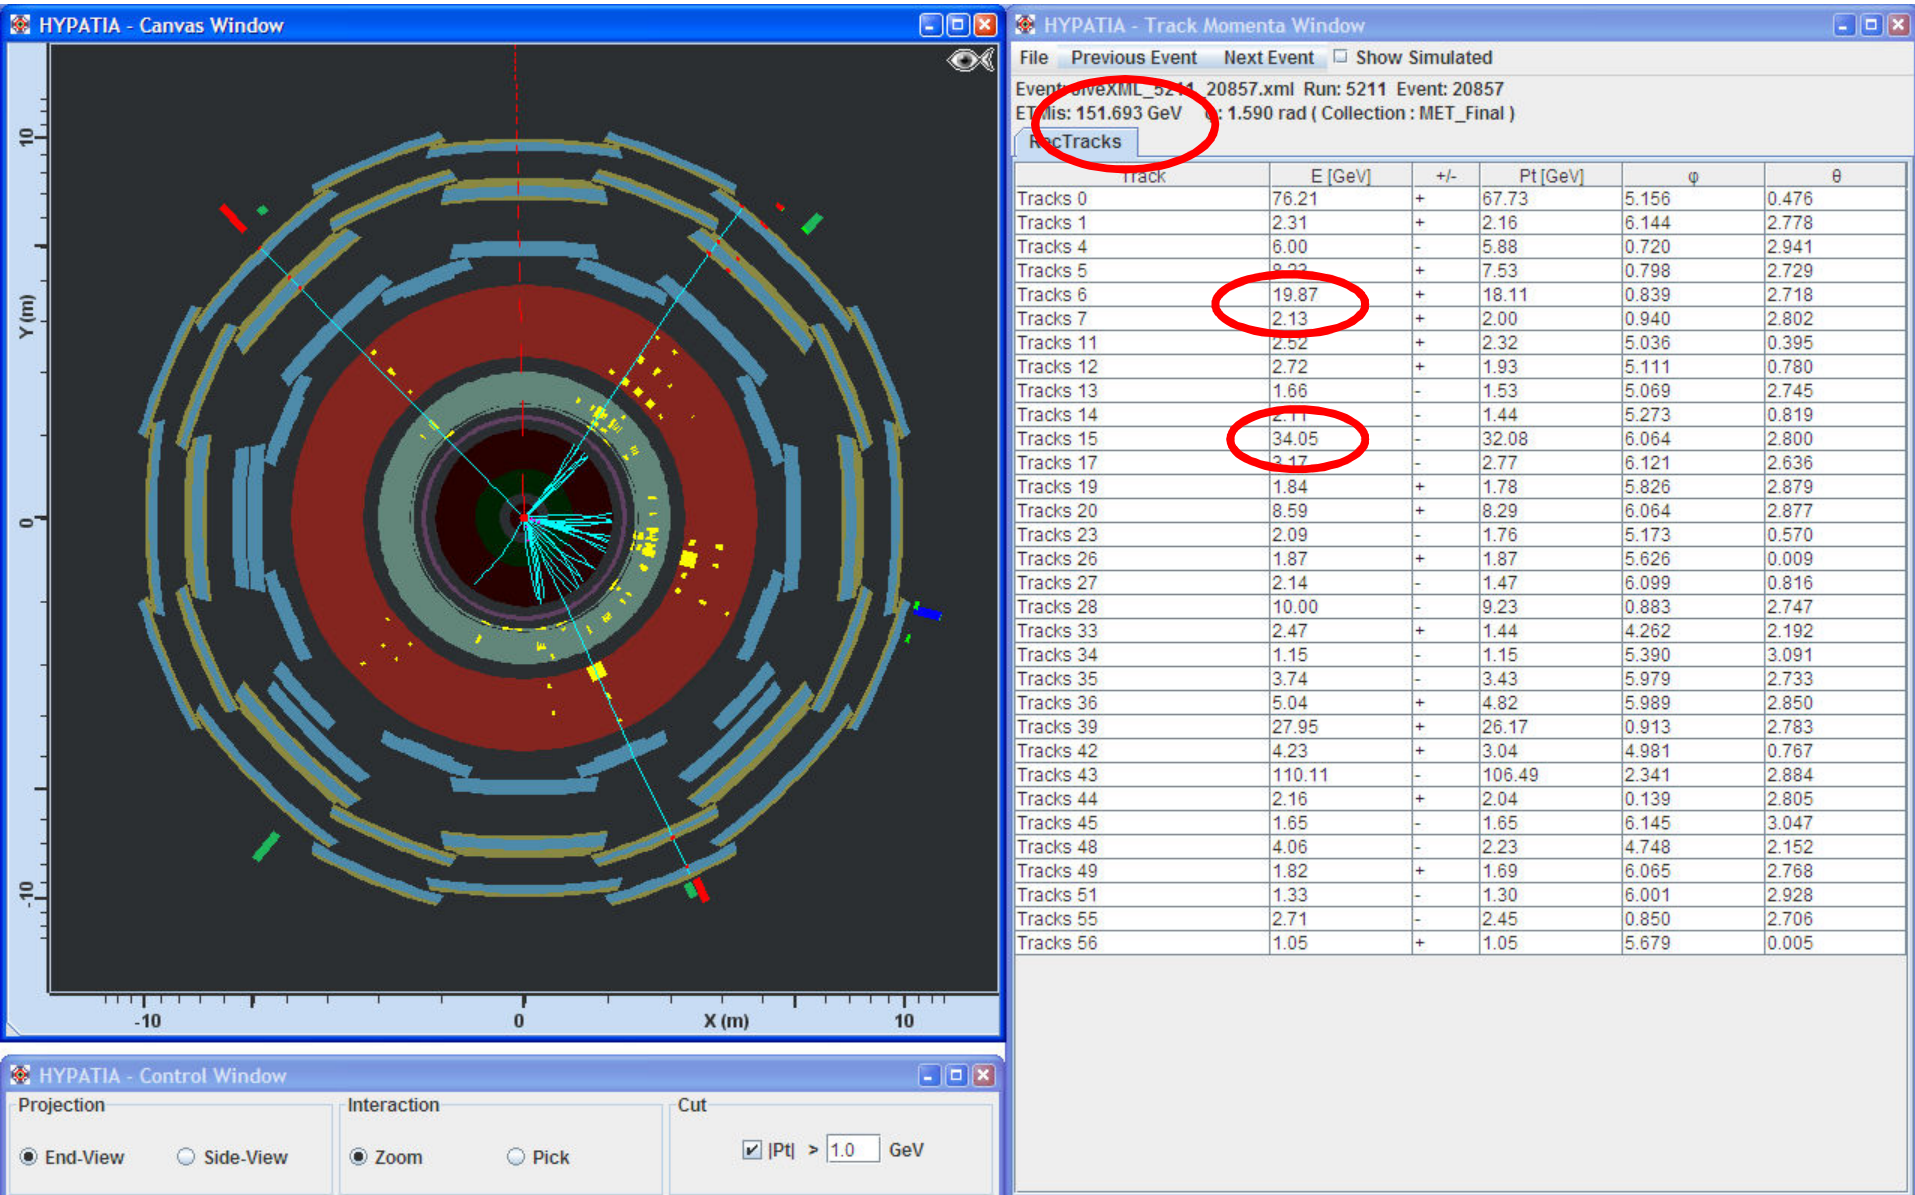 HYPATIA - Canvas Window
10
Y (m)
0
-10
-10 0 X (m) 10
HYPATIA - Control Window
Projection Interaction Cut
End-View Side-View Zoom Pick |Pt| > 1.0 GeV
HYPATIA - Track Momenta Window
File Previous Event Next Event Show Simulated
20857.xml Run: 5211 Event: 20857
151.693 GeV 1.590 rad ( Collection : MET_Final )
RecTracks
Track E [GeV] +/- Pt [GeV] φ θ
Tracks 0 76.21 + 67.73 5.156 0.476
Tracks 1 2.31 + 2.16 6.144 2.778
Tracks 4 6.00 - 5.88 0.720 2.941
Tracks 5 + 7.53 0.798 2.729
Tracks 6 19.87 + 18.11 0.839 2.718
Tracks 7 2.13 + 2.00 0.940 2.802
Tracks 11 2.52 + 2.32 5.036 0.395
Tracks 12 2.72 + 1.93 5.111 0.780
Tracks 13 1.66 - 1.53 5.069 2.745
Tracks 14 2.11 - 1.44 5.273 0.819
Tracks 15 34.05 - 32.08 6.064 2.800
Tracks 17 3.17 - 2.77 6.121 2.636
Tracks 19 1.84 + 1.78 5.826 2.879
Tracks 20 8.59 + 8.29 6.064 2.877
Tracks 23 2.09 - 1.76 5.173 0.570
Tracks 26 1.87 + 1.87 5.626 0.009
Tracks 27 2.14 - 1.47 6.099 0.816
Tracks 28 10.00 - 9.23 0.883 2.747
Tracks 33 2.47 + 1.44 4.262 2.192
Tracks 34 1.15 - 1.15 5.390 3.091
Tracks 35 3.74 - 3.43 5.979 2.733
Tracks 36 5.04 + 4.82 5.989 2.850
Tracks 39 27.95 + 26.17 0.913 2.783
Tracks 42 4.23 + 3.04 4.981 0.767
Tracks 43 110.11 - 106.49 2.341 2.884
Tracks 44 2.16 + 2.04 0.139 2.805
Tracks 45 1.65 - 1.65 6.145 3.047
Tracks 48 4.06 - 2.23 4.748 2.152
Tracks 49 1.82 + 1.69 6.065 2.768
Tracks 51 1.33 - 1.30 6.001 2.928
Tracks 55 2.71 - 2.45 0.850 2.706
Tracks 56 1.05 + 1.05 5.679 0.005